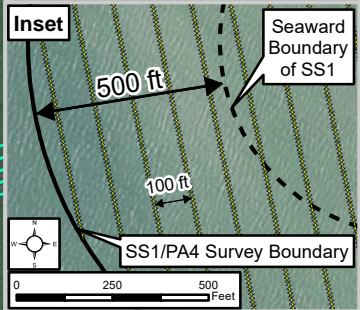 Inset
Seaward
Boundary
of SS1
500 ft
100 ft
SS1/PA4 Survey Boundary
N
W E
S
0 250 500
Feet